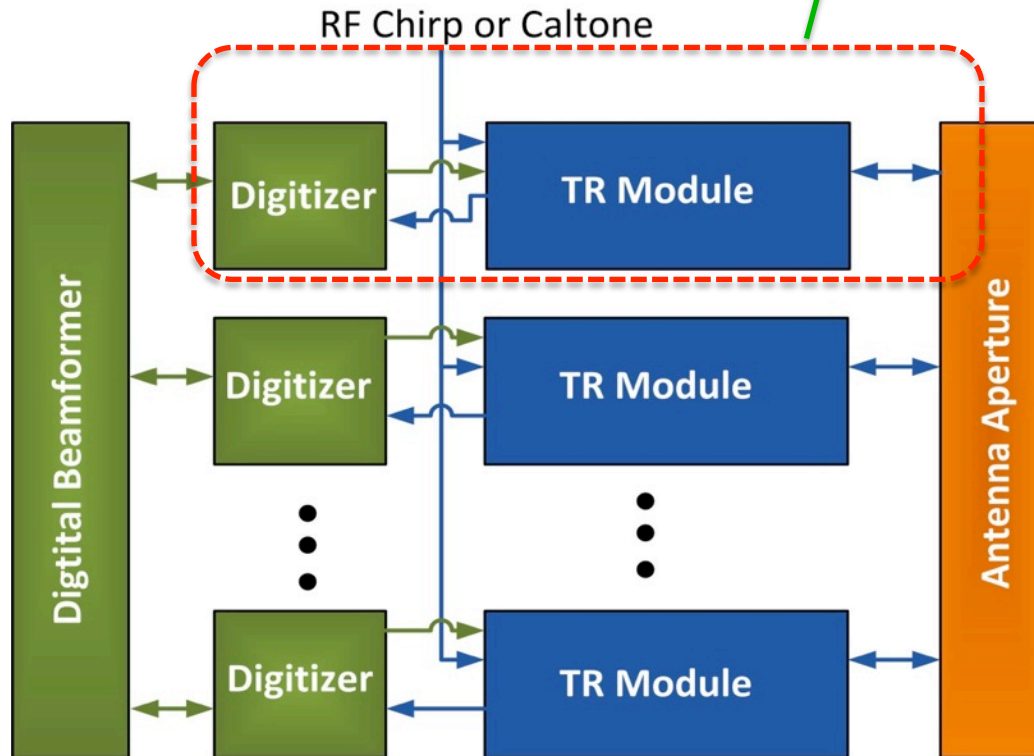 RF Chirp or Caltone
Digtital Beamformer
Digitizer
TR Module
Antenna Aperture
Digitizer
TR Module
Digitizer
TR Module